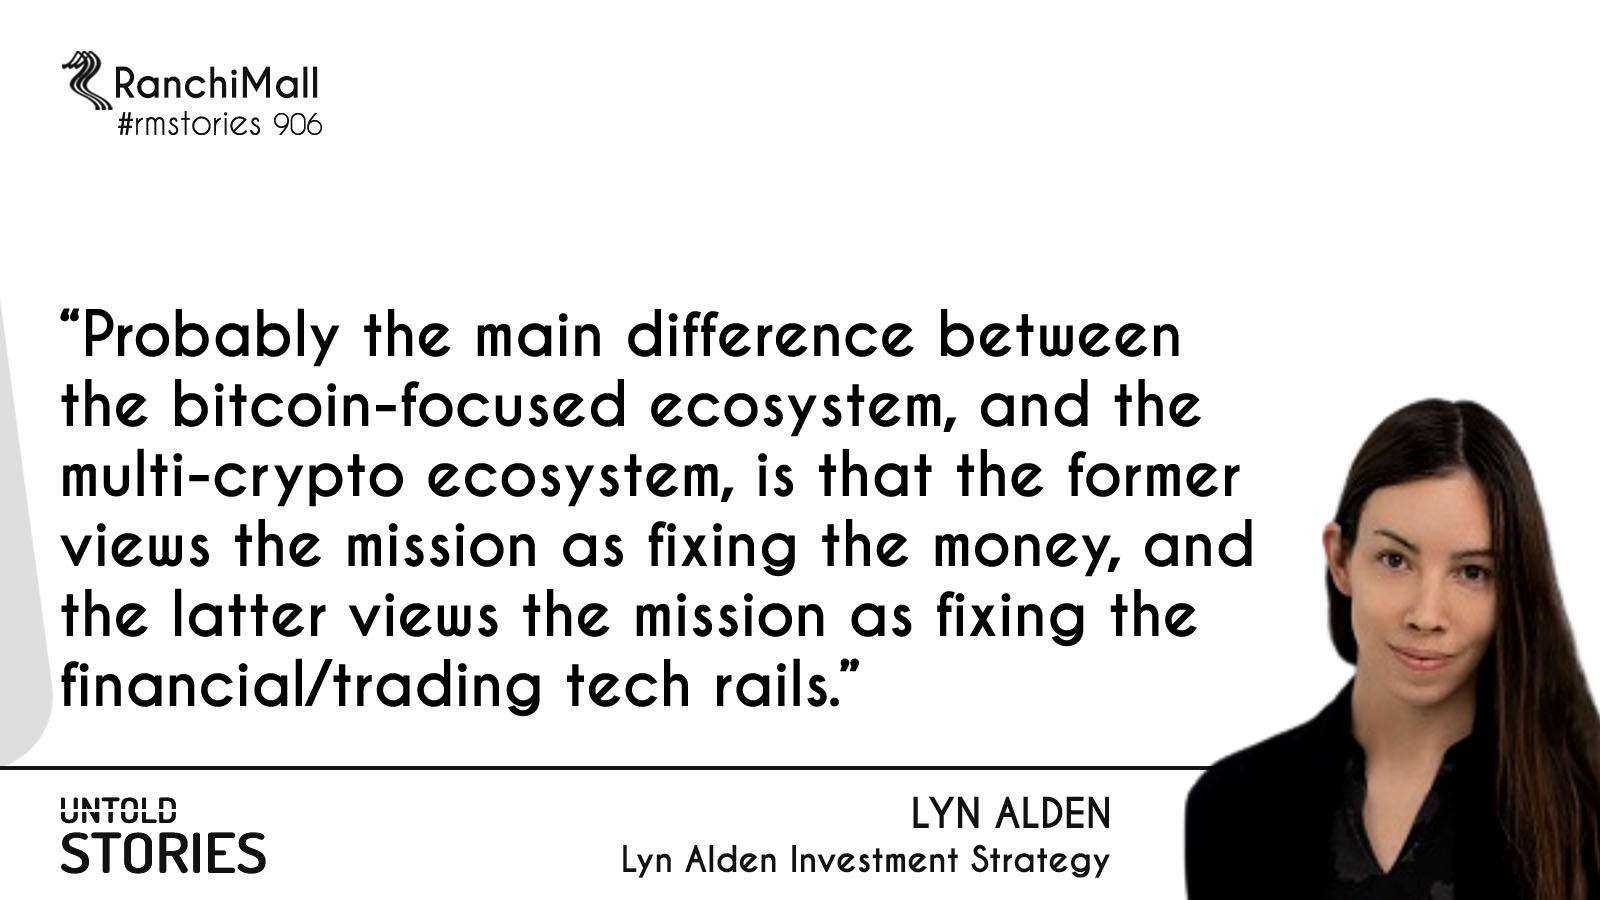 RanchiMall
#rmstories 906
“Probably the main difference between
the bitcoin-focused ecosystem, and the
multi-crypto ecosystem, is that the former
views the mission as fixing the money, and
the latter views the mission as fixing the
financial/trading tech rails.”
UNTOLD
STORIES
LYN ALDEN
Lyn Alden Investment Strategy